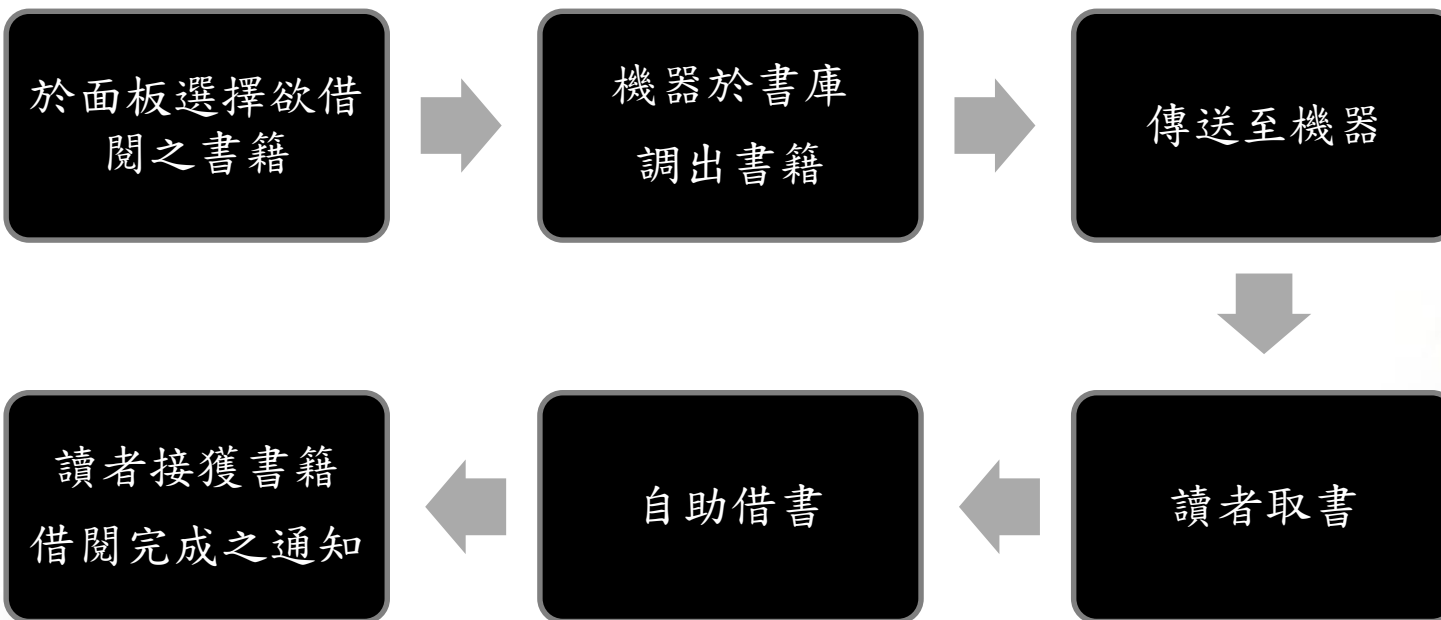 於面板選擇欲借
閱之書籍
機器於書庫
調出書籍
傳送至機器
讀者取書
自助借書
讀者接獲書籍
借閱完成之通知